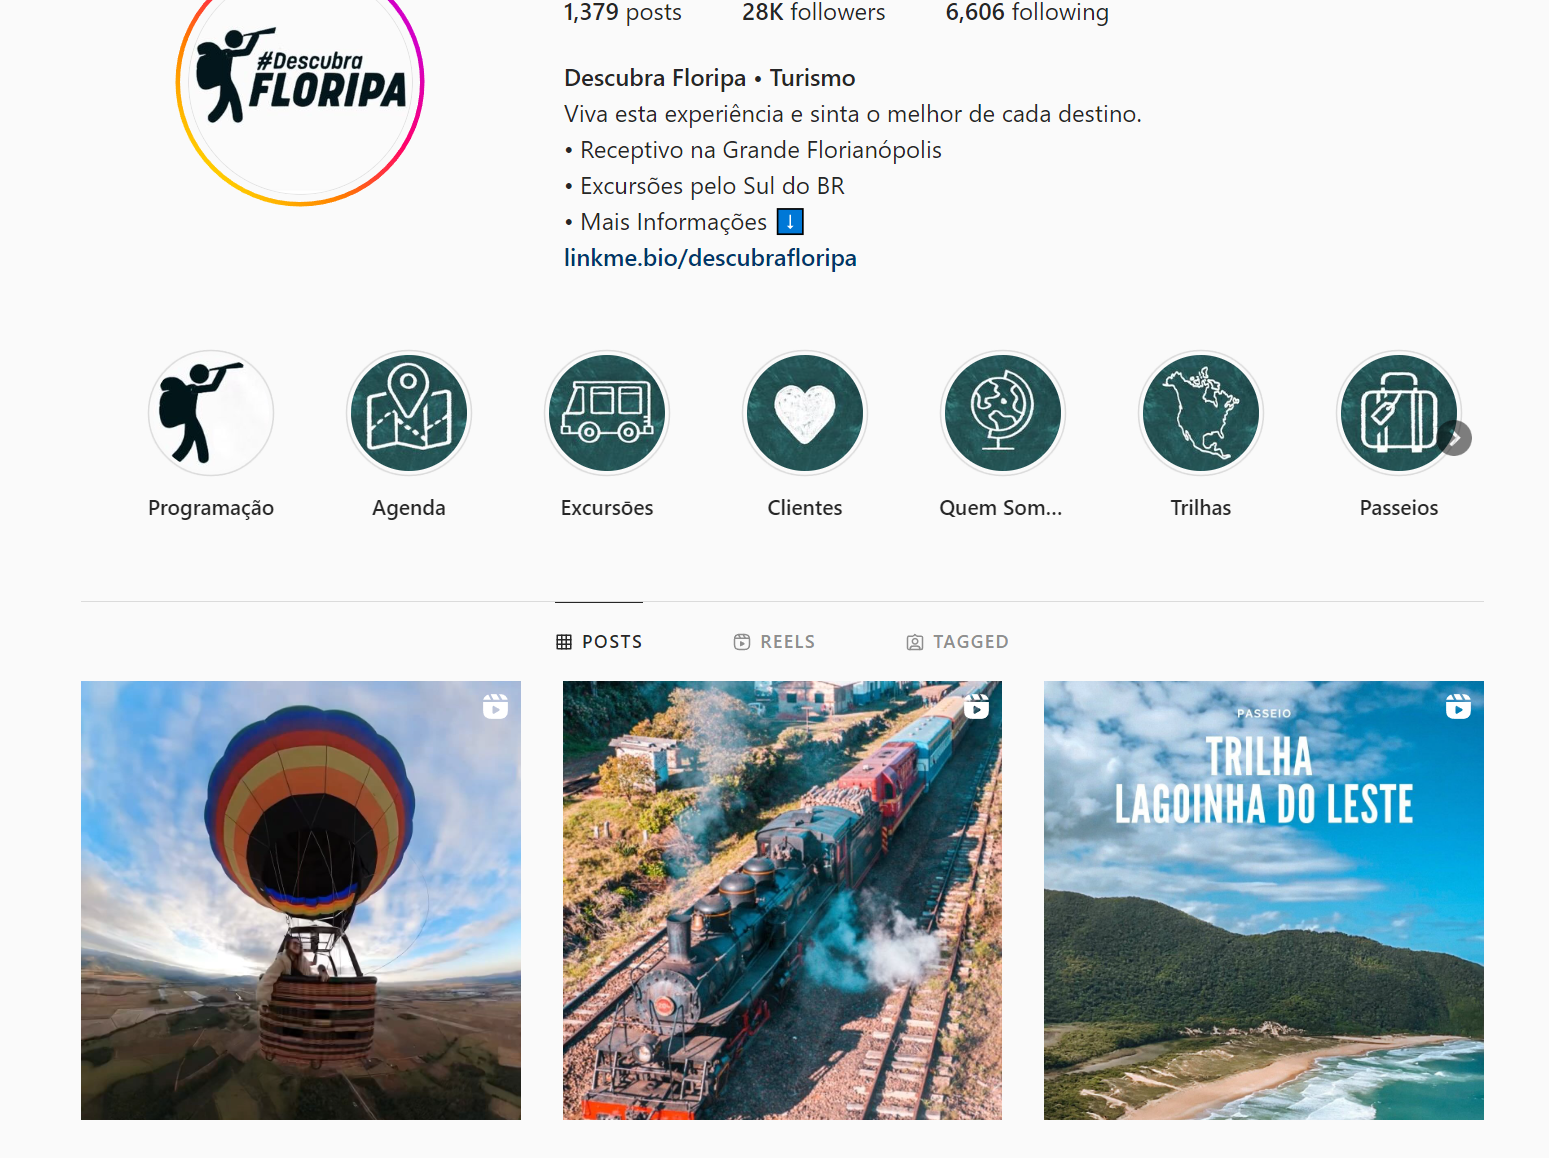 1,379 posts 28K followers 6,606 following
#Descubra
FLORIPA
Descubra Floripa • Turismo
Viva esta experiência e sinta o melhor de cada destino.
• Receptivo na Grande Florianópolis
• Excursões pelo Sul do BR
• Mais Informações ⬇️
linkme.bio/descubrafloripa
Programação Agenda Excursões Clientes Quem Som... Trilhas Passeios
POSTS REELS TAGGED
PASSEIO
TRILHA
LAGOINHA DO LESTE